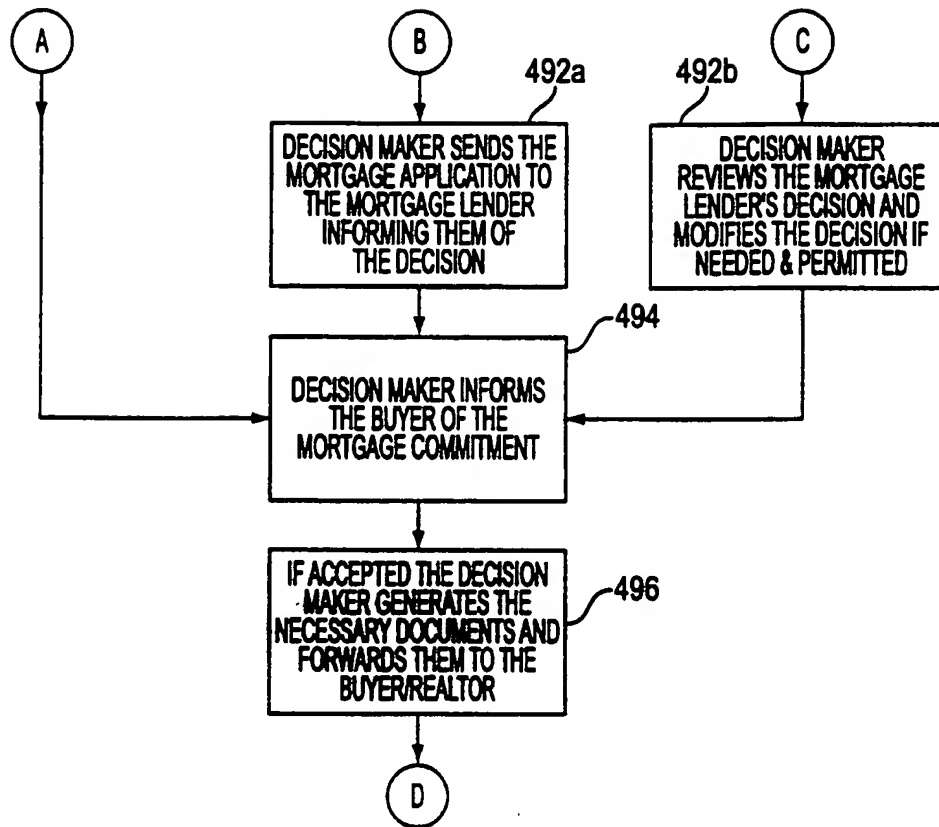 A
B
C
492a
492b
DECISION MAKER SENDS THE
MORTGAGE APPLICATION TO
THE MORTGAGE LENDER
INFORMING THEM OF
THE DECISION
DECISION MAKER
REVIEWS THE MORTGAGE
LENDER'S DECISION AND
MODIFIES THE DECISION IF
NEEDED & PERMITTED
494
DECISION MAKER INFORMS
THE BUYER OF THE
MORTGAGE COMMITMENT
496
IF ACCEPTED THE DECISION
MAKER GENERATES THE
NECESSARY DOCUMENTS AND
FORWARDS THEM TO THE
BUYER/REALTOR
D